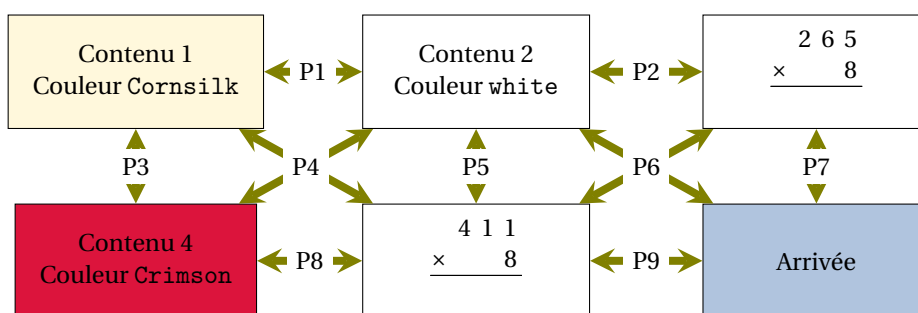 Contenu 1
Couleur Cornsilk
P1
Contenu 2
Couleur white
P2
2 6 5
× 8
P3
P4
P5
P6
P7
Contenu 4
Couleur Crimson
P8
4 1 1
× 8
P9
Arrivée